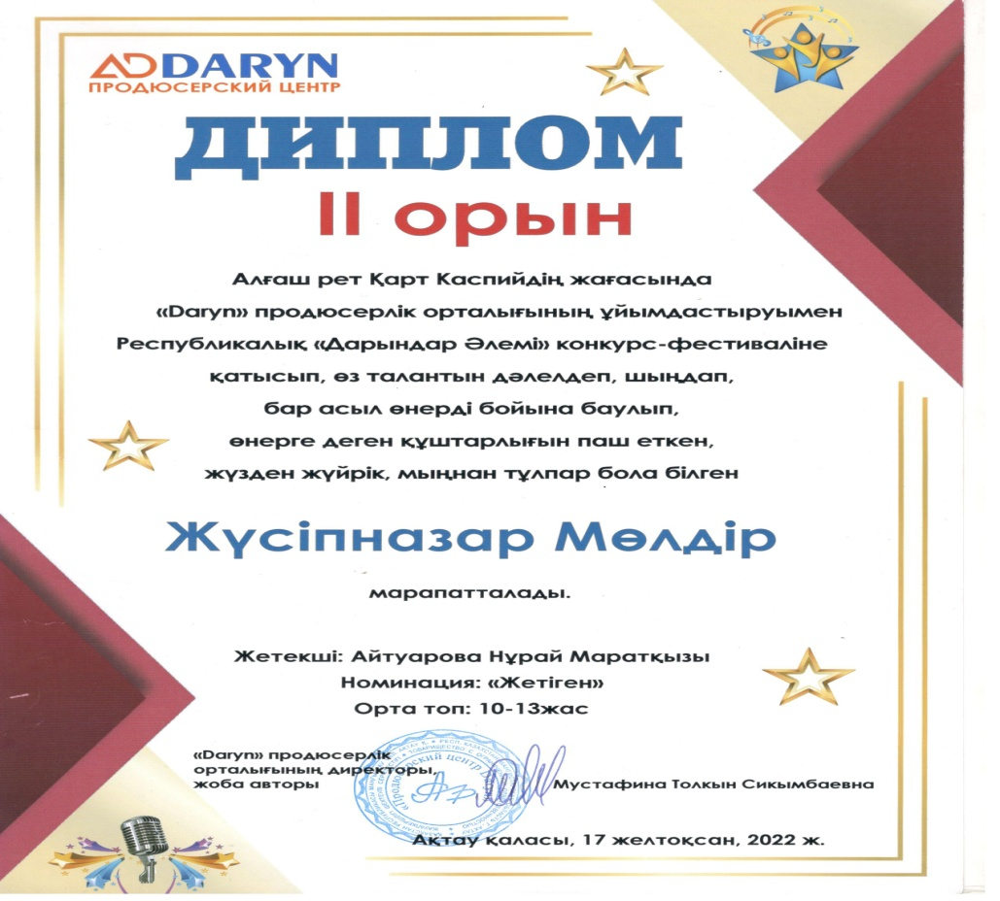 DARYN
ПРОДЮСЕРСКИЙ ЦЕНТР
ДИПЛОМ
II орын
Алғаш рет Қарт Каспийдің жағасында
«Daryn» продюсерлік орталығының ұйымдастыруымен
Республикалық «Дарындар Әлемі» конкурс-фестиваліне
қатысып, өз талантын дәлелдеп, шыңдап,
бар асыл өнерді бойына баулып,
өнерге деген құштарлығын паш еткен,
жүзден жүйрік, мыңнан тұлпар бола білген
Жүсіпназар Мөлдір
марапатталады.
Жетекші: Айтуарова Нұрай Маратқызы
Номинация: «Жетіген»
Орта топ: 10-13жас
«Daryn» продюсерлік
орталығының директоры,
жоба авторы
Мустафина Толкын Сикымбаевна
Ақтау қаласы, 17 желтоқсан, 2022 ж.